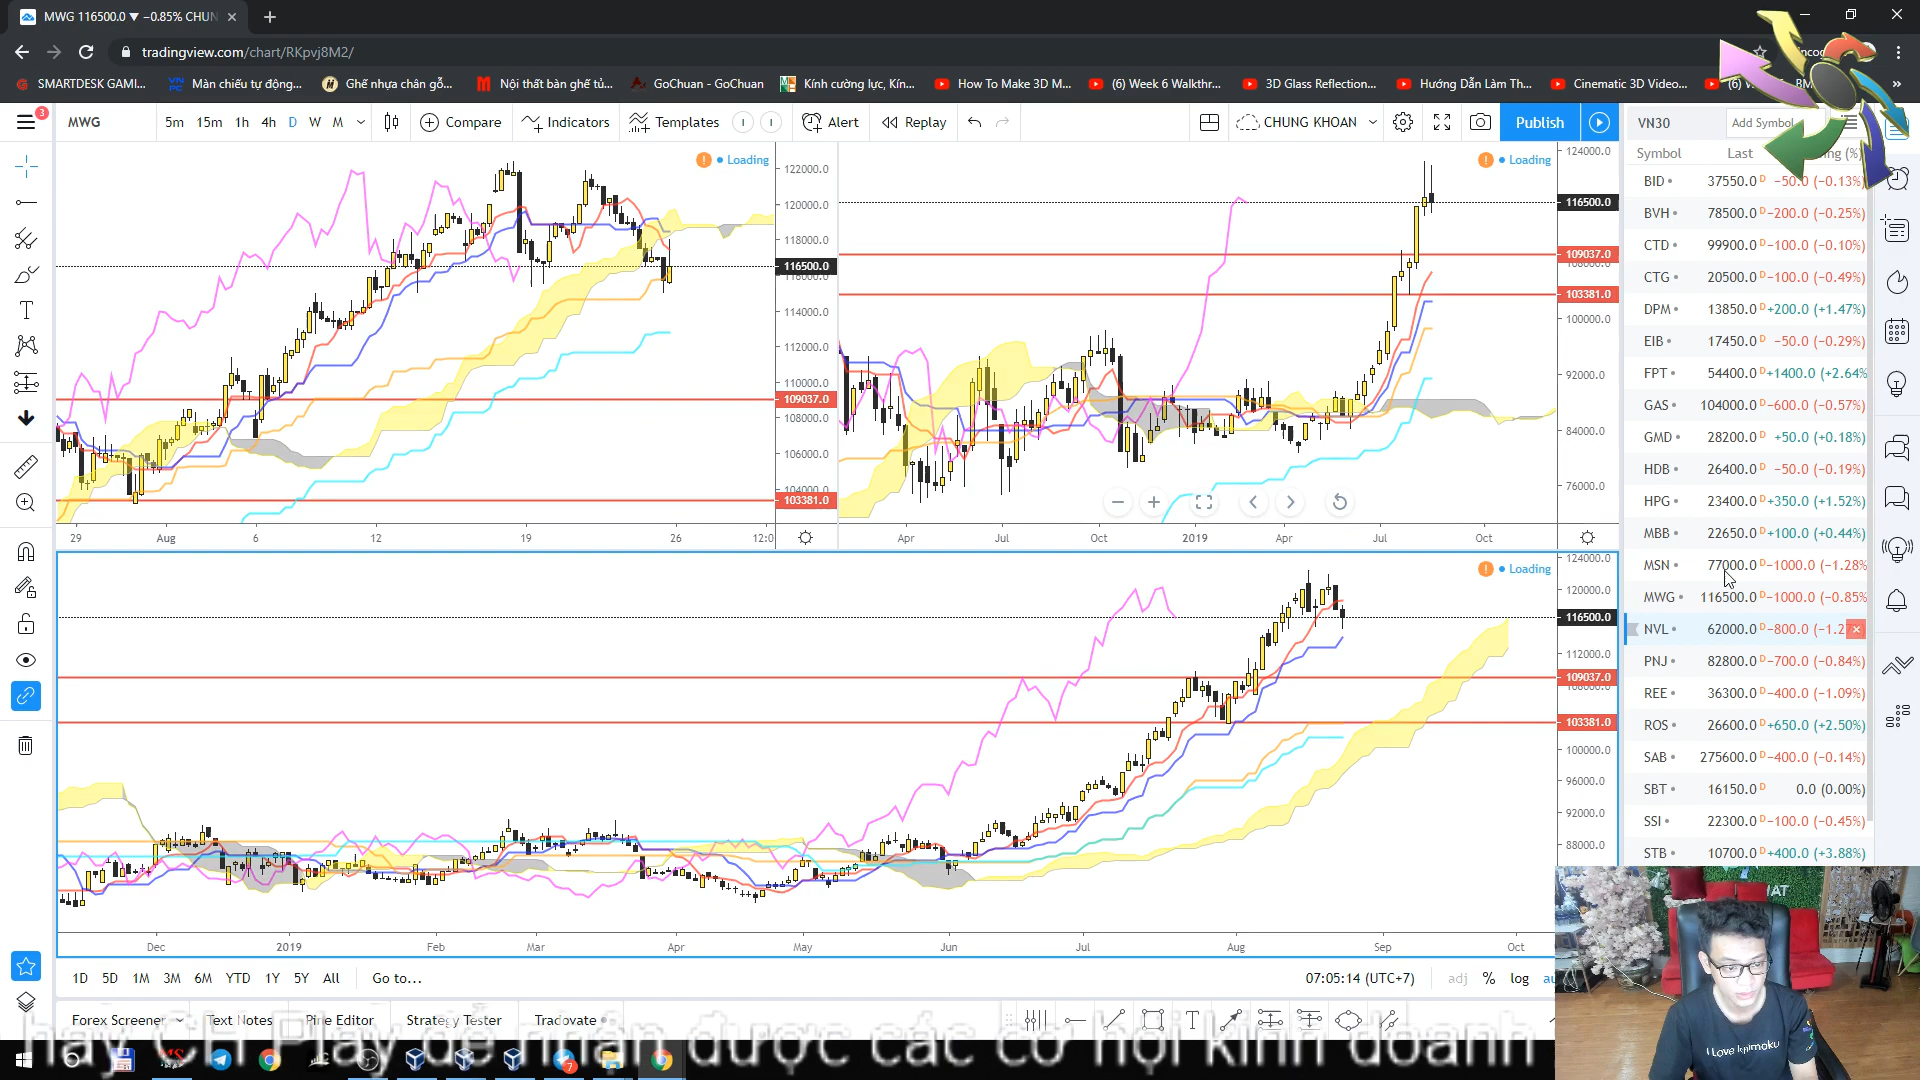 MWG 116500.0 ▼ −0.85% CHUN
tradingview.com/chart/RKpvj8M2/
SMARTDESK GAMI... Màn chiếu tự động... Ghế nhựa chân gỗ... Nội thất bàn ghế tủ... GoChuan - GoChuan Kính cường lực, Kín... How To Make 3D M... (6) Week 6 Walkthr... 3D Glass Reflection... Hướng Dẫn Làm Th... Cinematic 3D Video...
3
MWG 5m 15m 1h 4h D W M Compare Indicators Templates Alert Replay CHUNG KHOAN Publish
VN30 Add Symbol
Symbol Last
BID 37550.0 D −50.0 (−0.13%)
BVH 78500.0 D −200.0 (−0.25%)
CTD 99900.0 D −100.0 (−0.10%)
CTG 20500.0 D −100.0 (−0.49%)
DPM 13850.0 D +200.0 (+1.47%)
EIB 17450.0 D −50.0 (−0.29%)
FPT 54400.0 D +1400.0 (+2.64%
GAS 104000.0 D −600.0 (−0.57%)
GMD 28200.0 D +50.0 (+0.18%)
HDB 26400.0 D −50.0 (−0.19%)
HPG 23400.0 D +350.0 (+1.52%)
MBB 22650.0 D +100.0 (+0.44%)
MSN 77000.0 D −1000.0 (−1.28%
MWG 116500.0 D −1000.0 (−0.85%
NVL 62000.0 D −800.0 (−1.2
PNJ 82800.0 D −700.0 (−0.84%)
REE 36300.0 D −400.0 (−1.09%)
ROS 26600.0 D +650.0 (+2.50%)
SAB 275600.0 D −400.0 (−0.14%)
SBT 16150.0 D 0.0 (0.00%)
SSI 22300.0 D −100.0 (−0.45%)
STB 10700.0 D +400.0 (+3.88%)
Loading
122000.0
120000.0
118000.0
116500.0
116000.0
114000.0
112000.0
110000.0
109037.0
108000.0
106000.0
104000.0
103381.0
29 Aug 6 12 19 26 12:0
Loading
124000.0
116500.0
109037.0
103381.0
100000.0
92000.0
84000.0
76000.0
Apr Jul Oct 2019 Apr Jul Oct
Loading
124000.0
120000.0
116500.0
112000.0
109037.0
103381.0
100000.0
96000.0
92000.0
88000.0
Dec 2019 Feb Mar Apr May Jun Jul Aug Sep Oct
1D 5D 1M 3M 6M YTD 1Y 5Y All Go to... 07:05:14 (UTC+7) adj % log
Forex Screener Text Notes Pine Editor Strategy Tester Tradovate
hay CH Play để nhận được các cơ hội kinh doanh
7
I Love Ichimoku